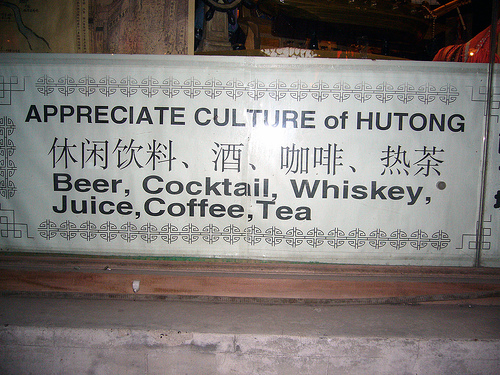 APPRECIATE CULTURE of HUTONG
休闲饮料、酒、咖啡、热茶
Beer, Cocktail, Whiskey,
Juice,Coffee,Tea